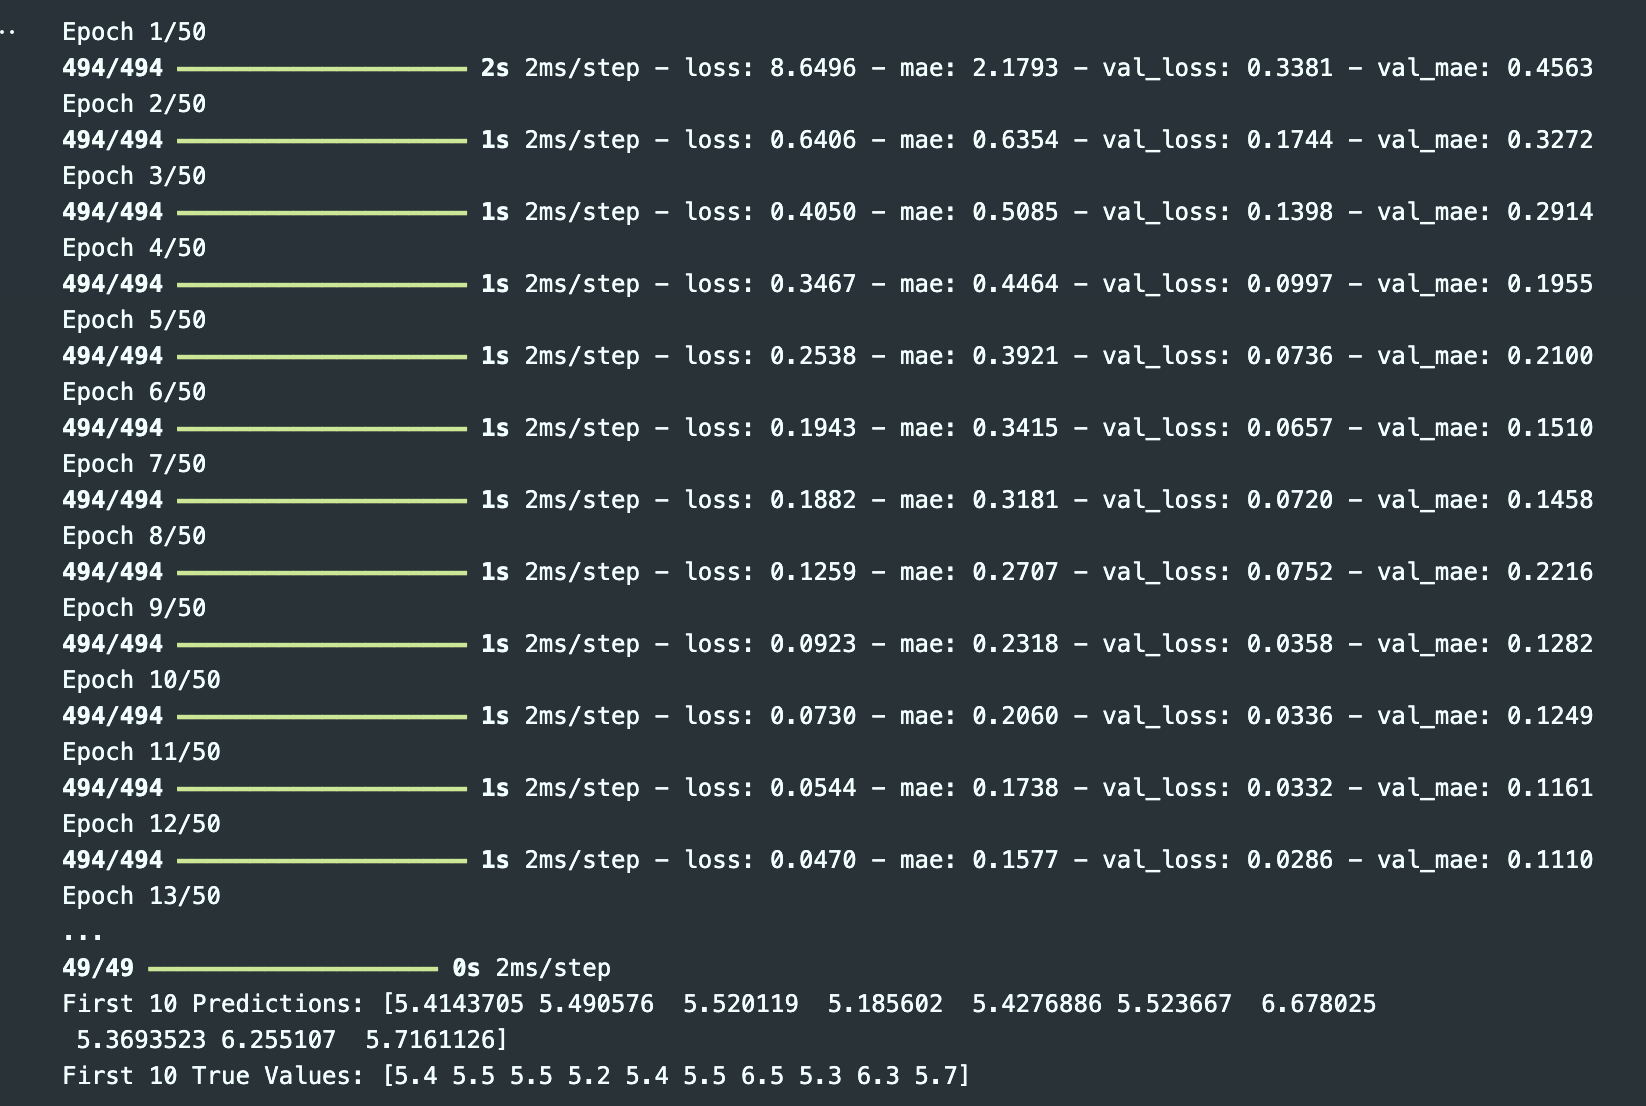 Epoch 1/50
494/494 ━━━━━━━━━━━━━━━━━━━━ 2s 2ms/step - loss: 8.6496 - mae: 2.1793 - val_loss: 0.3381 - val_mae: 0.4563
Epoch 2/50
494/494 ━━━━━━━━━━━━━━━━━━━━ 1s 2ms/step - loss: 0.6406 - mae: 0.6354 - val_loss: 0.1744 - val_mae: 0.3272
Epoch 3/50
494/494 ━━━━━━━━━━━━━━━━━━━━ 1s 2ms/step - loss: 0.4050 - mae: 0.5085 - val_loss: 0.1398 - val_mae: 0.2914
Epoch 4/50
494/494 ━━━━━━━━━━━━━━━━━━━━ 1s 2ms/step - loss: 0.3467 - mae: 0.4464 - val_loss: 0.0997 - val_mae: 0.1955
Epoch 5/50
494/494 ━━━━━━━━━━━━━━━━━━━━ 1s 2ms/step - loss: 0.2538 - mae: 0.3921 - val_loss: 0.0736 - val_mae: 0.2100
Epoch 6/50
494/494 ━━━━━━━━━━━━━━━━━━━━ 1s 2ms/step - loss: 0.1943 - mae: 0.3415 - val_loss: 0.0657 - val_mae: 0.1510
Epoch 7/50
494/494 ━━━━━━━━━━━━━━━━━━━━ 1s 2ms/step - loss: 0.1882 - mae: 0.3181 - val_loss: 0.0720 - val_mae: 0.1458
Epoch 8/50
494/494 ━━━━━━━━━━━━━━━━━━━━ 1s 2ms/step - loss: 0.1259 - mae: 0.2707 - val_loss: 0.0752 - val_mae: 0.2216
Epoch 9/50
494/494 ━━━━━━━━━━━━━━━━━━━━ 1s 2ms/step - loss: 0.0923 - mae: 0.2318 - val_loss: 0.0358 - val_mae: 0.1282
Epoch 10/50
494/494 ━━━━━━━━━━━━━━━━━━━━ 1s 2ms/step - loss: 0.0730 - mae: 0.2060 - val_loss: 0.0336 - val_mae: 0.1249
Epoch 11/50
494/494 ━━━━━━━━━━━━━━━━━━━━ 1s 2ms/step - loss: 0.0544 - mae: 0.1738 - val_loss: 0.0332 - val_mae: 0.1161
Epoch 12/50
494/494 ━━━━━━━━━━━━━━━━━━━━ 1s 2ms/step - loss: 0.0470 - mae: 0.1577 - val_loss: 0.0286 - val_mae: 0.1110
Epoch 13/50
...
49/49 ━━━━━━━━━━━━━━━━━━━━ 0s 2ms/step
First 10 Predictions: [5.4143705 5.490576  5.520119  5.185602  5.4276886 5.523667  6.678025
 5.3693523 6.255107  5.7161126]
First 10 True Values: [5.4 5.5 5.5 5.2 5.4 5.5 6.5 5.3 6.3 5.7]